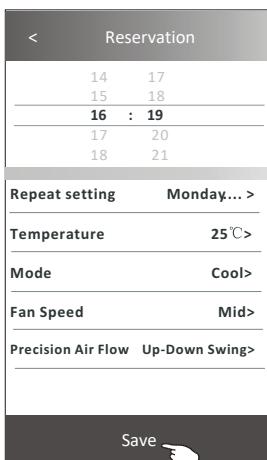 < Reservation
14 17
15 18
16 : 19
17 20
18 21
Repeat setting Monday.... >
Temperature 25℃>
Mode Cool>
Fan Speed Mid>
Precision Air Flow Up-Down Swing>
Save